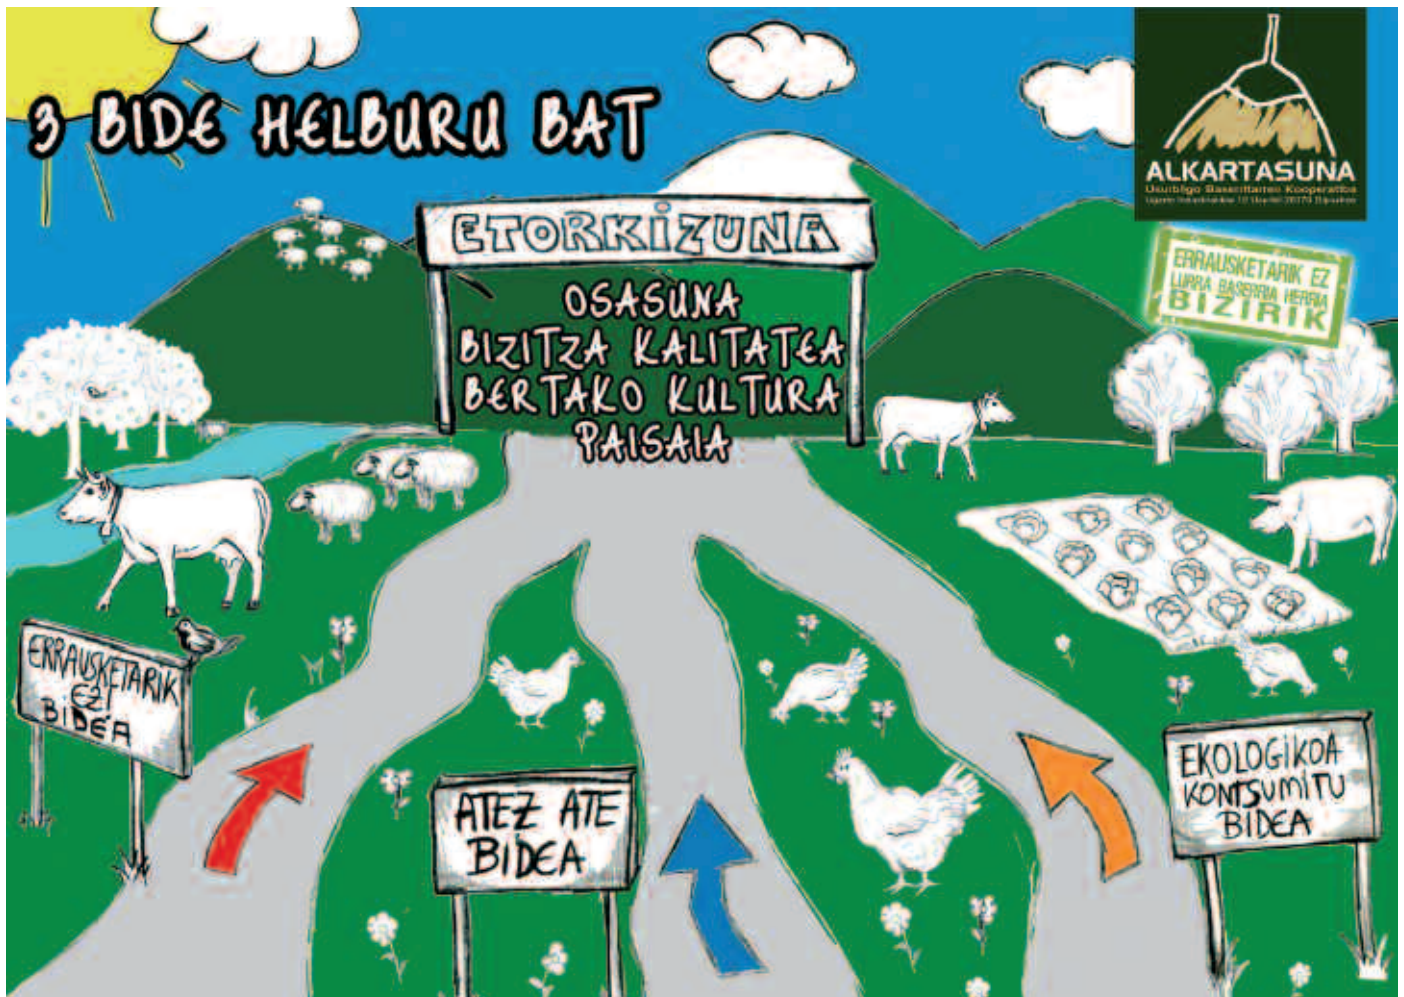 3 BIDE HELBURU BAT
ALKARTASUNA
Usurbilgo Baserritarren Kooperatiba
ETORKIZUNA
OSASUNA
BIZITZA KALITATEA
BERTAKO KULTURA
PAISAIA
ERRAUSKETARIK EZ
LURRA BASERRIA HERRIA
BIZIRIK
ERRAUSKETARIK
EZ
BIDEA
ATEZ ATE
BIDEA
EKOLOGIKOA
KONTSUMITU
BIDEA